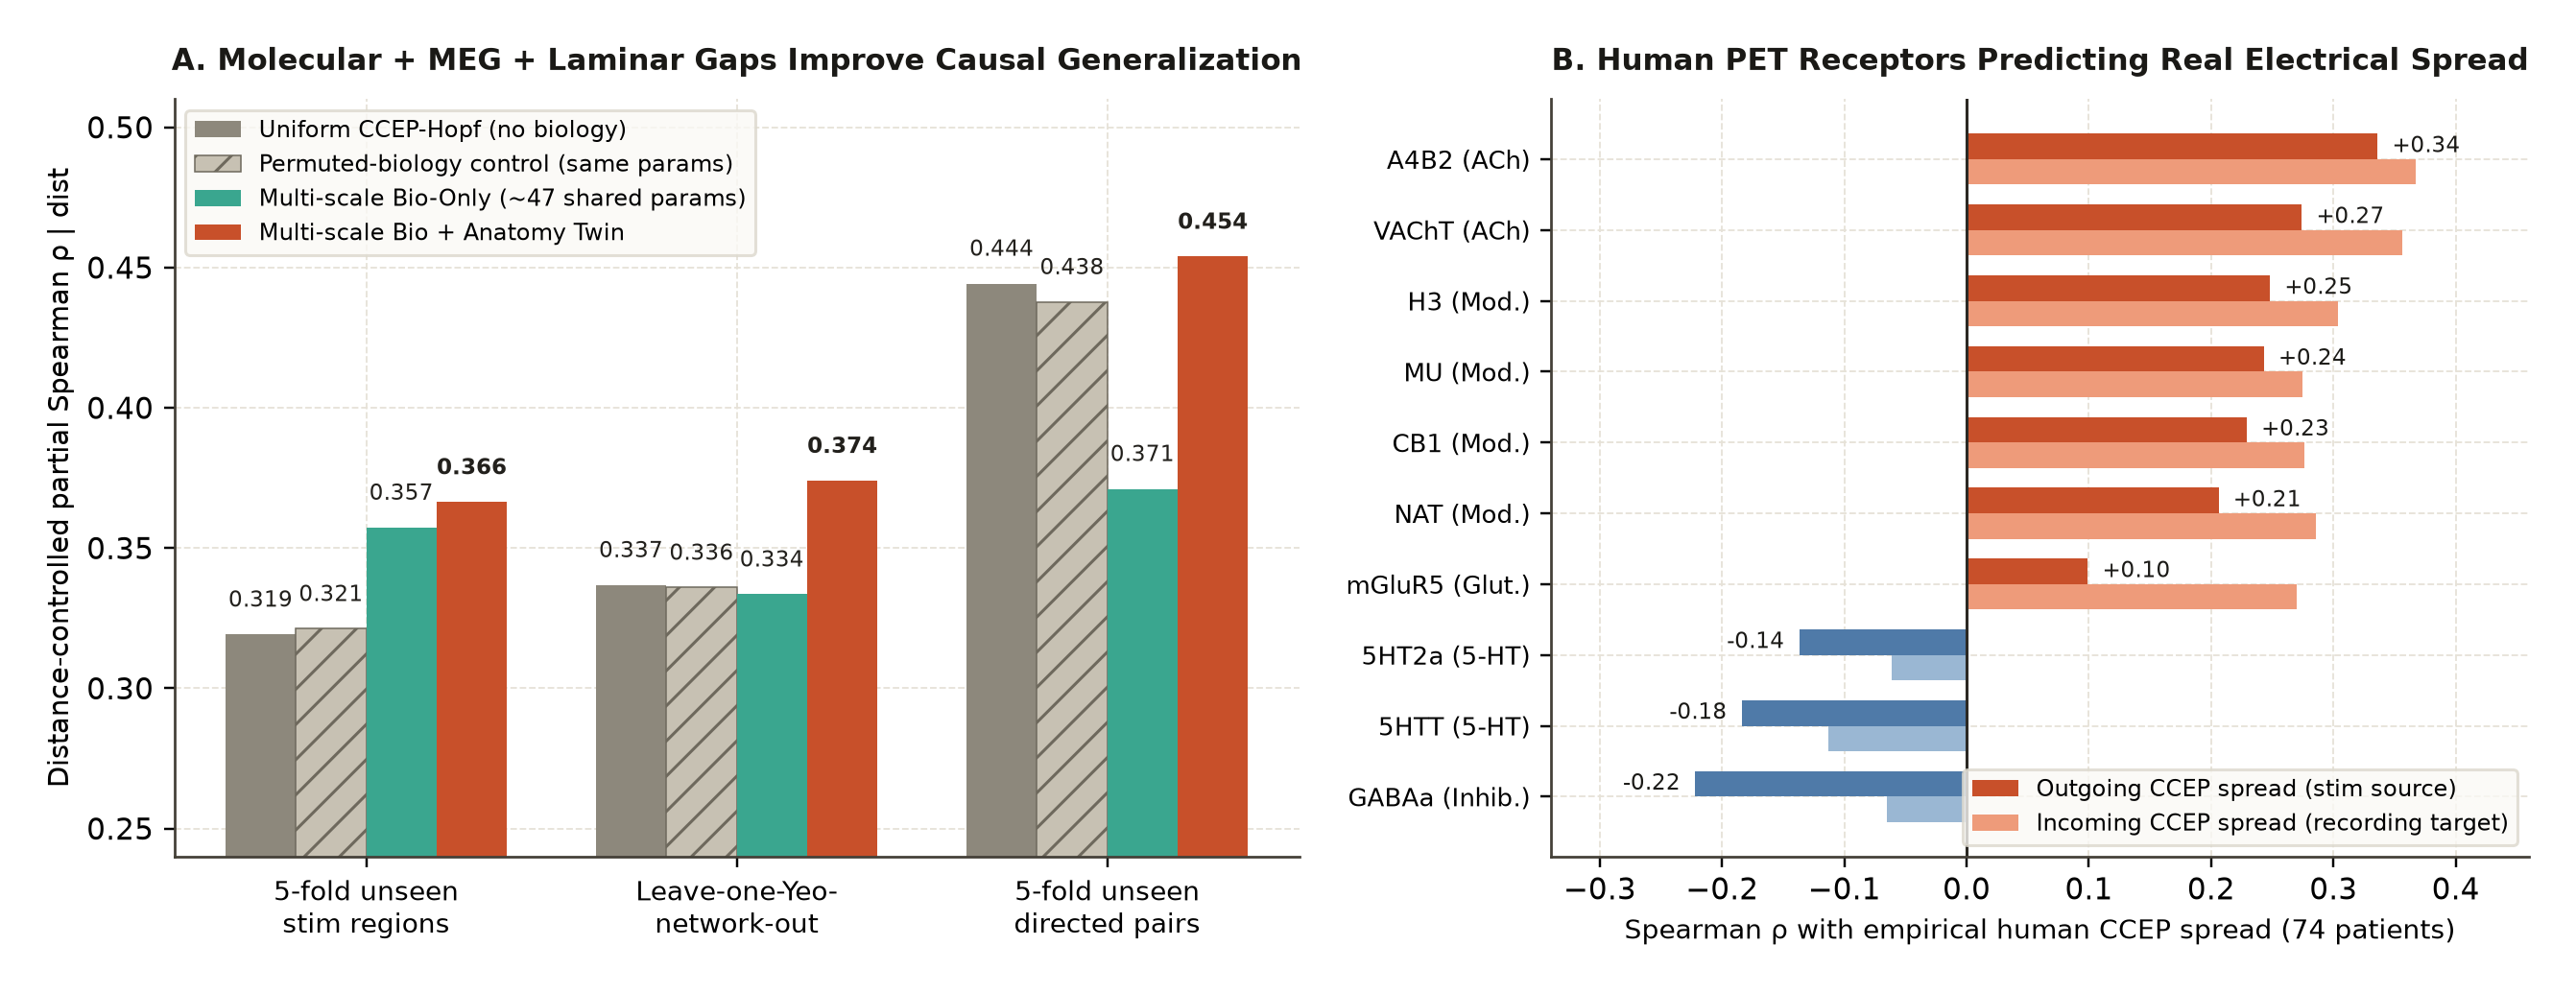 A. Molecular + MEG + Laminar Gaps Improve Causal Generalization
Distance-controlled partial Spearman ρ | dist
0.50
0.45
0.40
0.35
0.30
0.25
Uniform CCEP-Hopf (no biology)
Permuted-biology control (same params)
Multi-scale Bio-Only (~47 shared params)
Multi-scale Bio + Anatomy Twin
0.319
0.321
0.357
0.366
0.337
0.336
0.334
0.374
0.444
0.438
0.371
0.454
5-fold unseen
stim regions
Leave-one-Yeo-
network-out
5-fold unseen
directed pairs
B. Human PET Receptors Predicting Real Electrical Spread
A4B2 (ACh)
+0.34
VAChT (ACh)
+0.27
H3 (Mod.)
+0.25
MU (Mod.)
+0.24
CB1 (Mod.)
+0.23
NAT (Mod.)
+0.21
mGluR5 (Glut.)
+0.10
5HT2a (5-HT)
-0.14
5HTT (5-HT)
-0.18
GABAa (Inhib.)
-0.22
Outgoing CCEP spread (stim source)
Incoming CCEP spread (recording target)
−0.3
−0.2
−0.1
0.0
0.1
0.2
0.3
0.4
Spearman ρ with empirical human CCEP spread (74 patients)